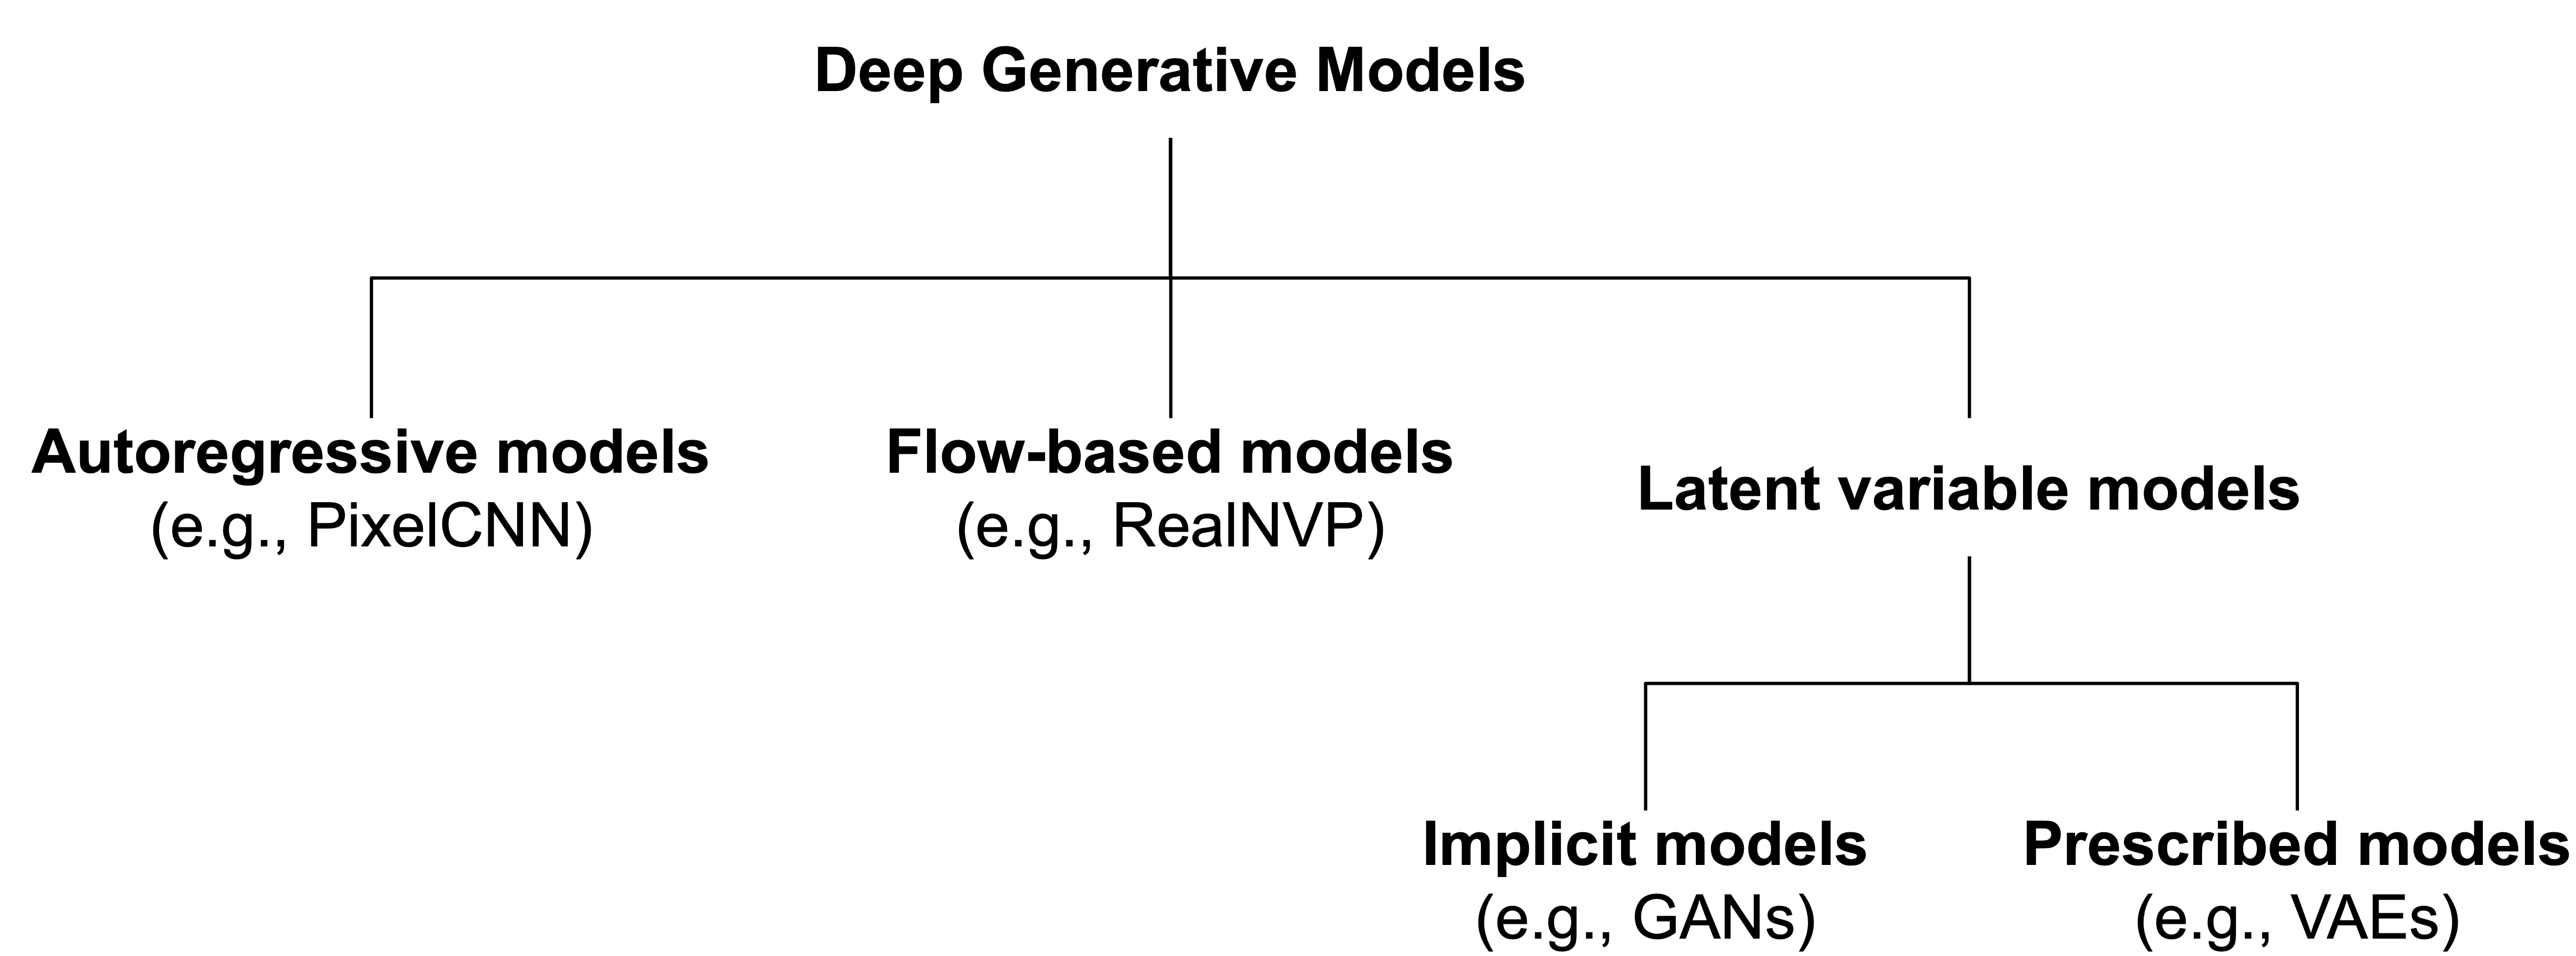 Deep Generative Models
Autoregressive models
(e.g., PixelCNN)
Flow-based models
(e.g., RealNVP)
Latent variable models
Implicit models
(e.g., GANs)
Prescribed models
(e.g., VAEs)